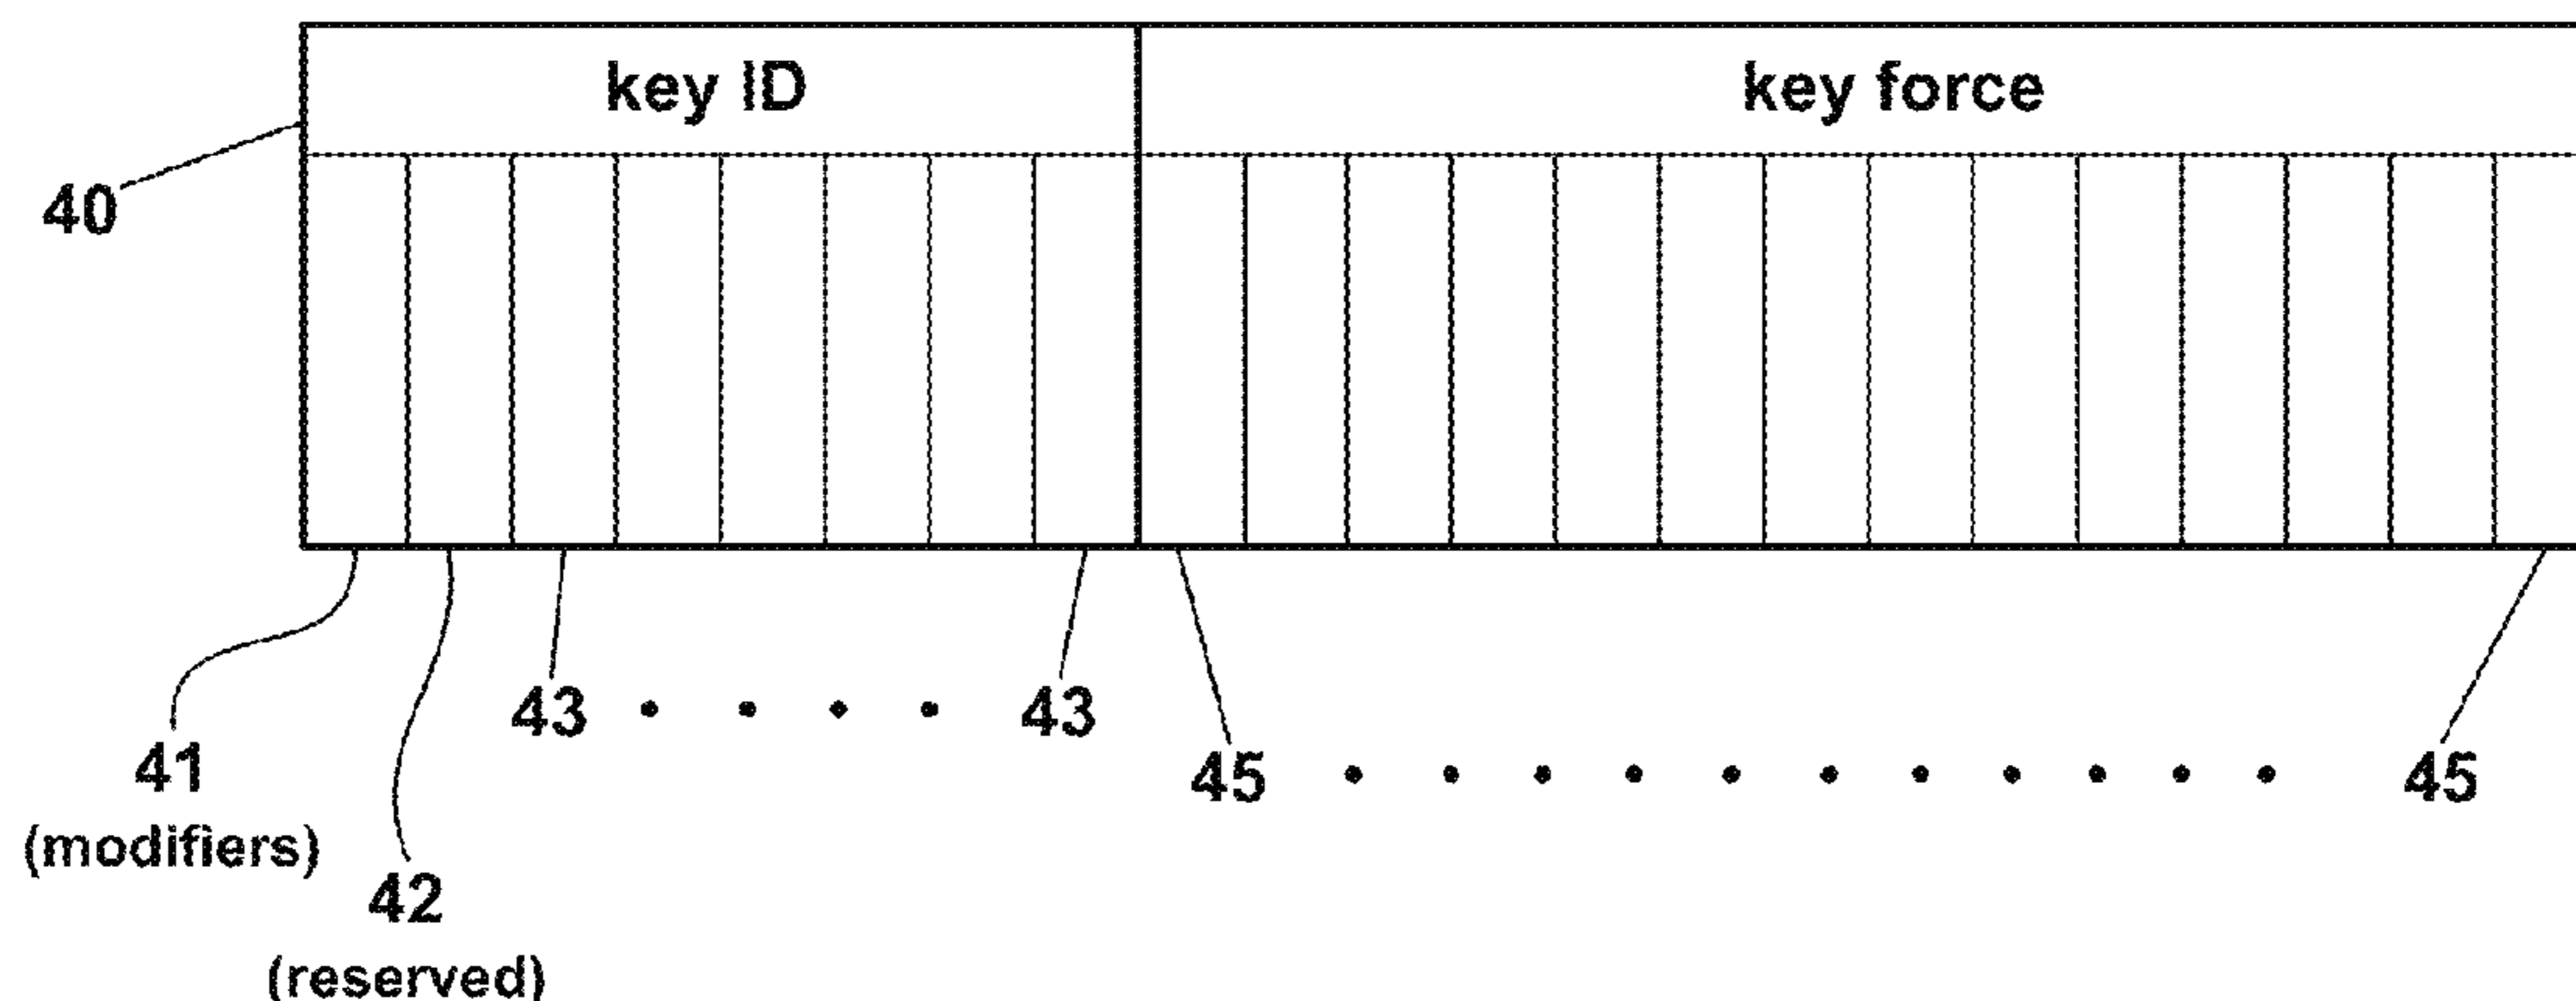 key ID key force
40
43 • • • • 43
41 45 • • • • • • • • • • • 45
(modifiers)
42
(reserved)